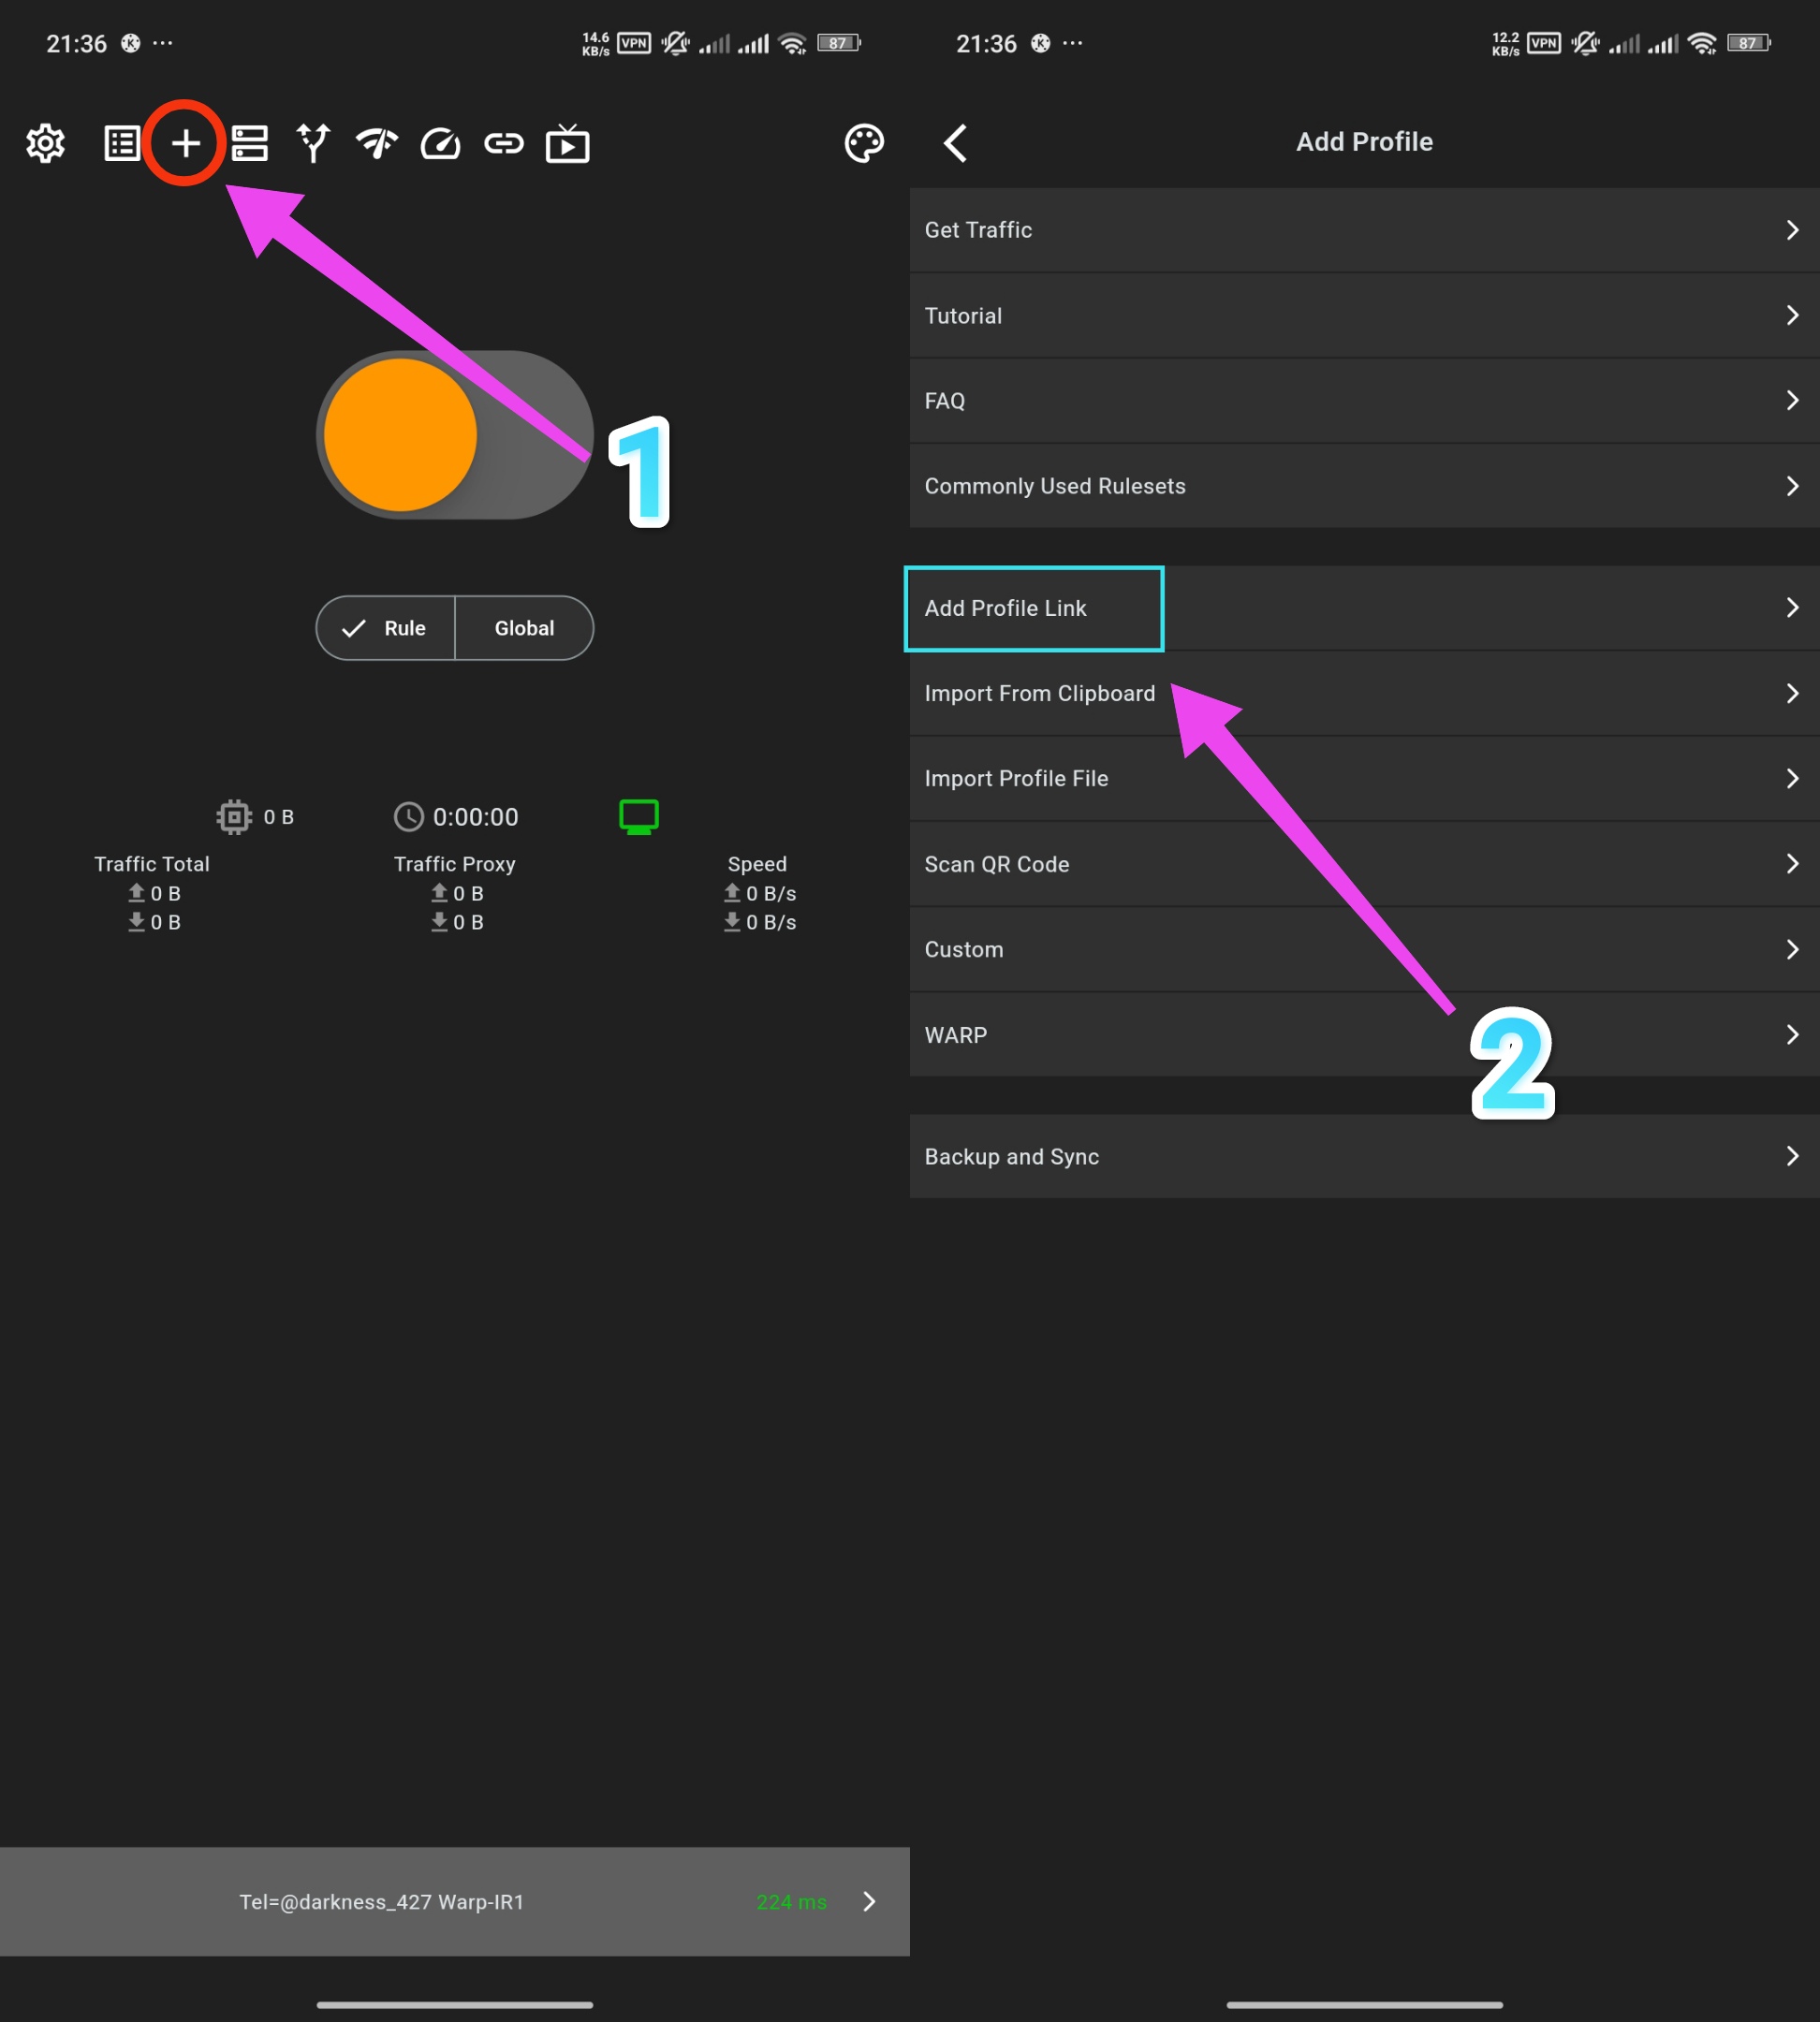 21:36
14.6 KB/s VPN 87
1
Rule Global
0 B 0:00:00
Traffic Total Traffic Proxy Speed
0 B 0 B 0 B/s
0 B 0 B 0 B/s
Tel=@darkness_427 Warp-IR1 224 ms
21:36
12.2 KB/s VPN 87
Add Profile
Get Traffic
Tutorial
FAQ
Commonly Used Rulesets
Add Profile Link
Import From Clipboard
Import Profile File
Scan QR Code
Custom
WARP
2
Backup and Sync